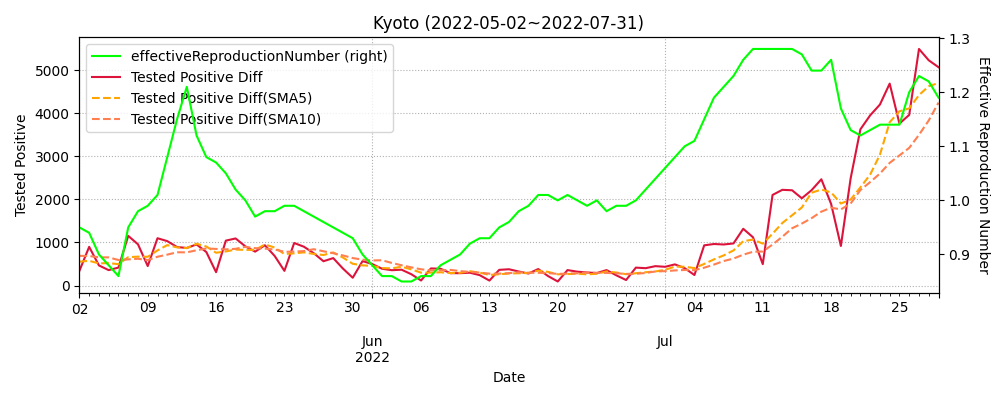 Kyoto (2022-05-02~2022-07-31)
effectiveReproductionNumber (right)
Tested Positive Diff
Tested Positive Diff(SMA5)
Tested Positive Diff(SMA10)
Tested Positive
5000
4000
3000
2000
1000
0
1.3
1.2
1.1
1.0
0.9
Effective Reproduction Number
02 09 16 23 30 06 13 20 27 04 11 18 25
Jun Jul
2022
Date